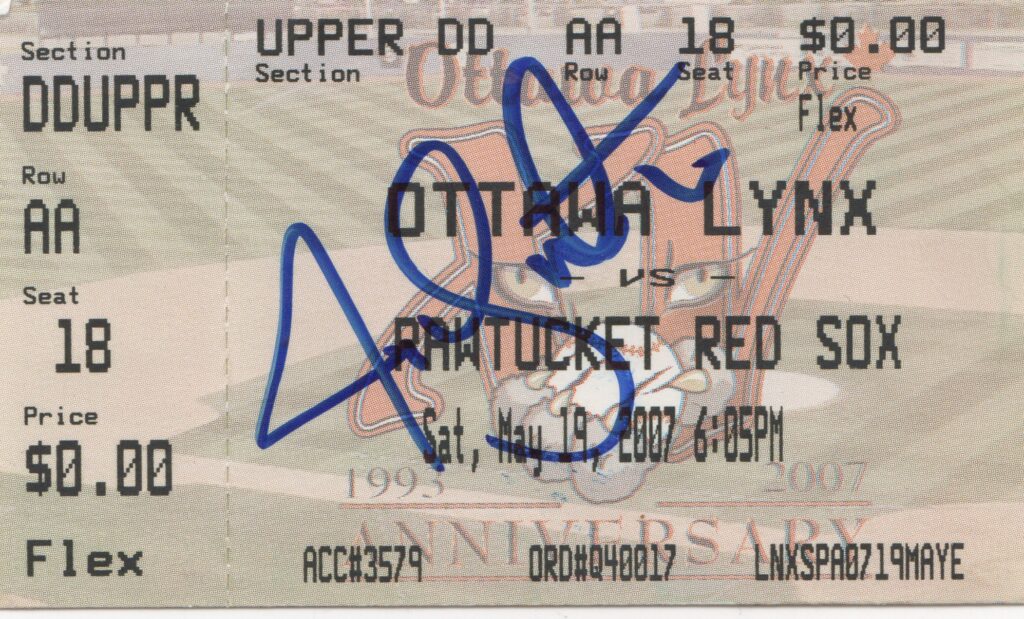 Section
DDUPPR
Row
AA
Seat
18
Price
$0.00
Flex
UPPER DD AA 18 $0.00
Section Row Seat Price
Flex
Ottawa Lynx
OTTAWA LYNX
- vs -
PAWTUCKET RED SOX
Sat, May 19, 2007 6:05PM
1993 2007
ANNIVERSARY
ACC#3579 ORD#Q40017 LNXSPA0719MAYE